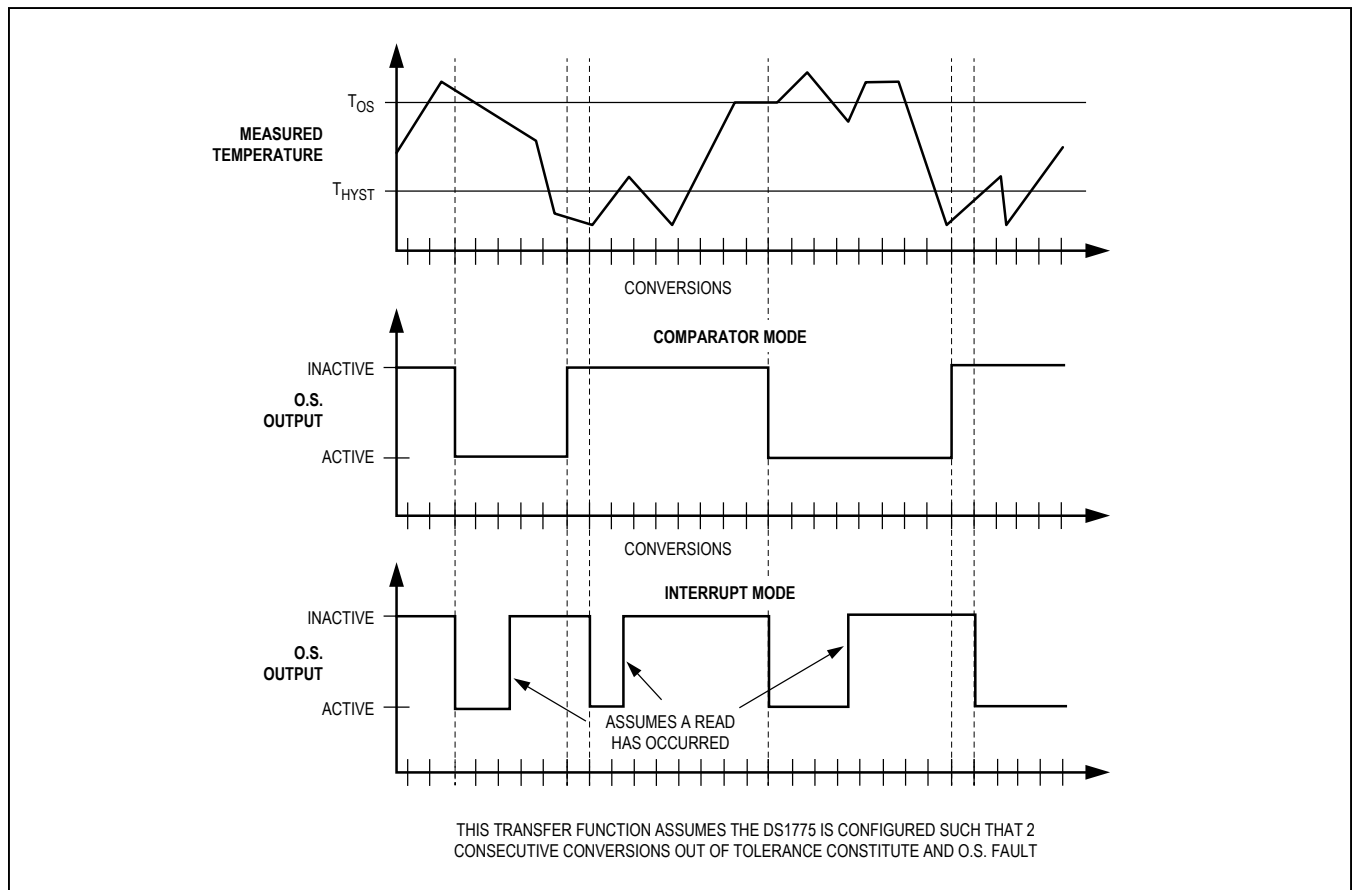 T_OS
MEASURED
TEMPERATURE
T_HYST
CONVERSIONS
COMPARATOR MODE
INACTIVE
O.S.
OUTPUT
ACTIVE
CONVERSIONS
INTERRUPT MODE
INACTIVE
O.S.
OUTPUT
ACTIVE
ASSUMES A READ
HAS OCCURRED
THIS TRANSFER FUNCTION ASSUMES THE DS1775 IS CONFIGURED SUCH THAT 2
CONSECUTIVE CONVERSIONS OUT OF TOLERANCE CONSTITUTE AND O.S. FAULT